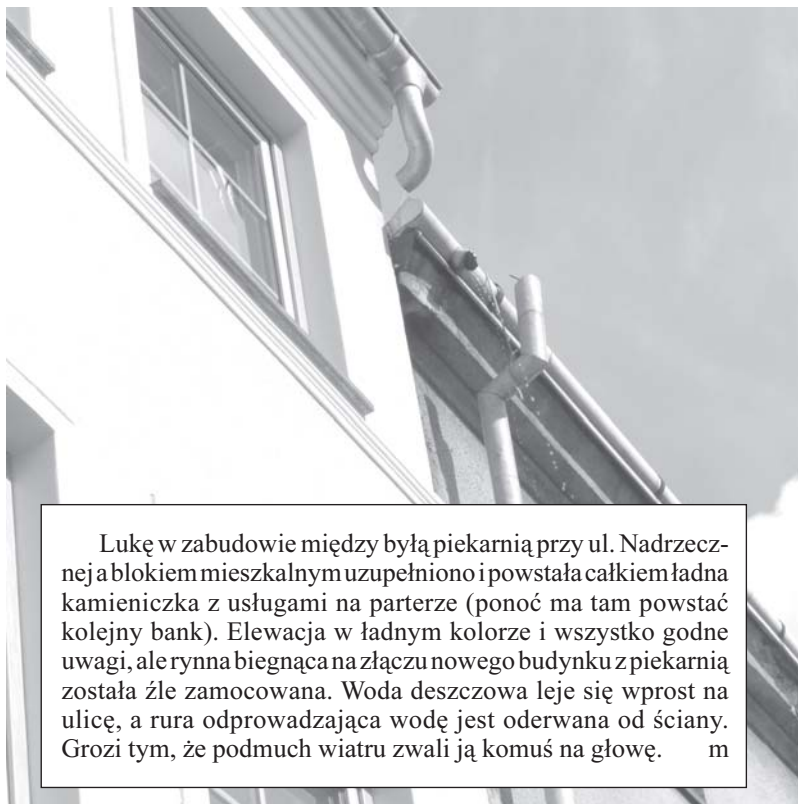 Lukę w zabudowie między byłą piekarnią przy ul. Nadrzecz-
nej a blokiem mieszkalnym uzupełniono i powstała całkiem ładna
kamieniczka z usługami na parterze (ponoć ma tam powstać
kolejny bank). Elewacja w ładnym kolorze i wszystko godne
uwagi, ale rynna biegnąca na złączu nowego budynku z piekarnią
została źle zamocowana. Woda deszczowa leje się wprost na
ulicę, a rura odprowadzająca wodę jest oderwana od ściany.
Grozi tym, że podmuch wiatru zwali ją komuś na głowę. m